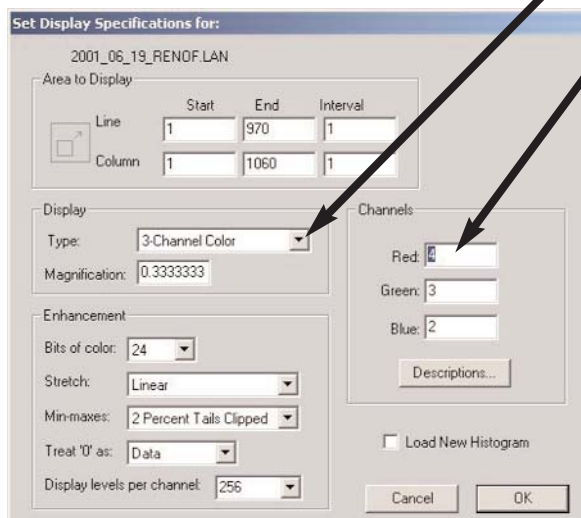 Set Display Specifications for:
2001_06_19_RENOF.LAN
Area to Display
Start End Interval
Line 1 970 1
Column 1 1060 1
Display
Type: 3-Channel Color
Magnification: 0.3333333
Channels
Red: 4
Green: 3
Blue: 2
Descriptions...
Enhancement
Bits of color: 24
Stretch: Linear
Min-maxes: 2 Percent Tails Clipped
Treat '0' as: Data
Display levels per channel: 256
Load New Histogram
Cancel OK